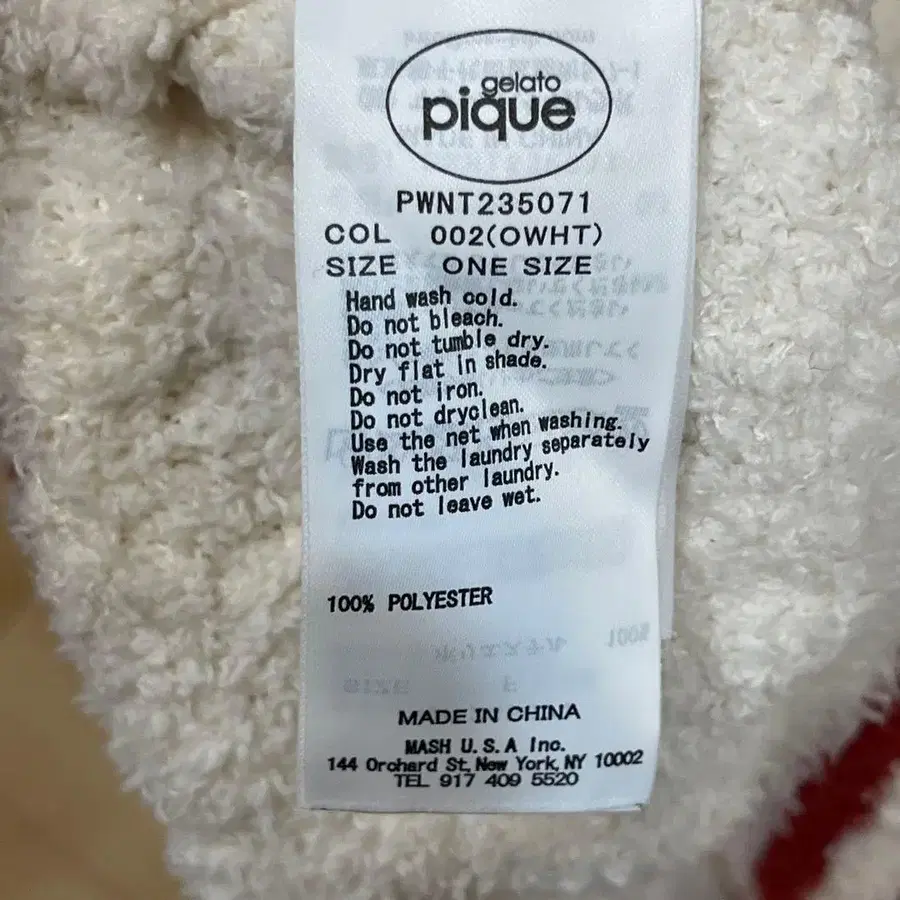 gelato
pique
PWNT235071
COL 002(OWHT)
SIZE ONE SIZE
Hand wash cold.
Do not bleach.
Do not tumble dry.
Dry flat in shade.
Do not iron.
Do not dryclean.
Use the net when washing.
Wash the laundry separately
from other laundry.
Do not leave wet.
100% POLYESTER
MADE IN CHINA
MASH U.S.A Inc.
144 Orchard St, New York, NY 10002
TEL 917 409 5520